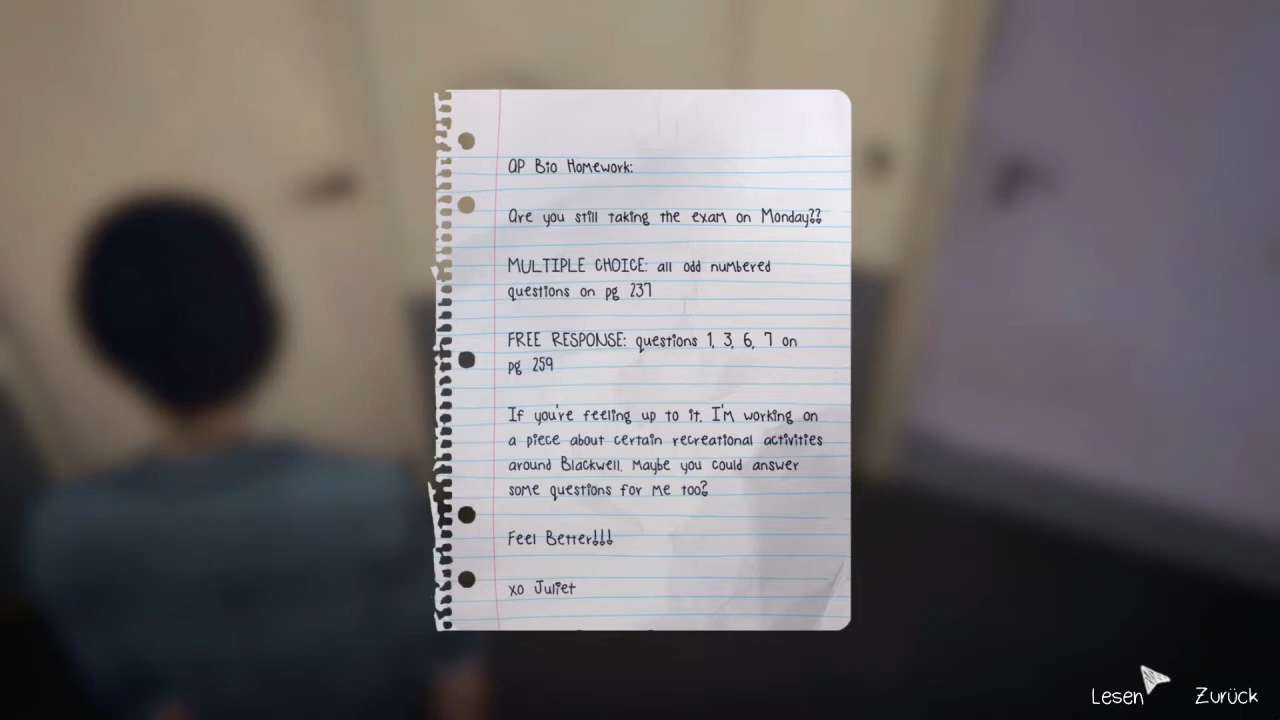 AP Bio Homework:
Are you still taking the exam on Monday??
MULTIPLE CHOICE: all odd numbered
questions on pg 237
FREE RESPONSE: questions 1, 3, 6, 7 on
pg 259
If you're feeling up to it, I'm working on
a piece about certain recreational activities
around Blackwell. Maybe you could answer
some questions for me too?
Feel Better!!!
xo Juliet
Lesen
Zurück